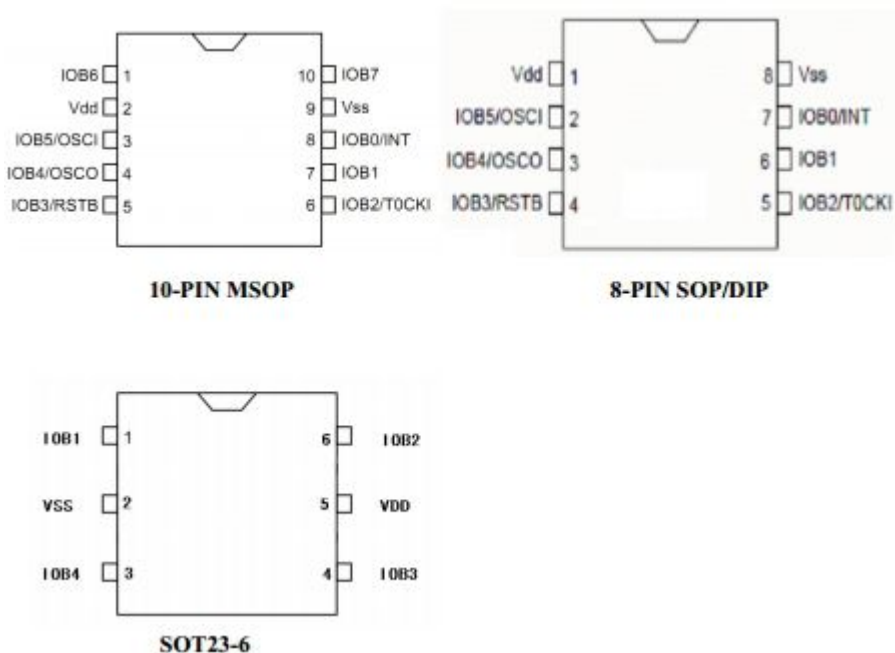 IOB6 1 10 IOB7
Vdd 2 9 Vss
IOB5/OSCI 3 8 IOB0/INT
IOB4/OSCO 4 7 IOB1
IOB3/RSTB 5 6 IOB2/T0CKI
10-PIN MSOP
Vdd 1 8 Vss
IOB5/OSCI 2 7 IOB0/INT
IOB4/OSCO 3 6 IOB1
IOB3/RSTB 4 5 IOB2/T0CKI
8-PIN SOP/DIP
IOB1 1 6 IOB2
VSS 2 5 VDD
IOB4 3 4 IOB3
SOT23-6